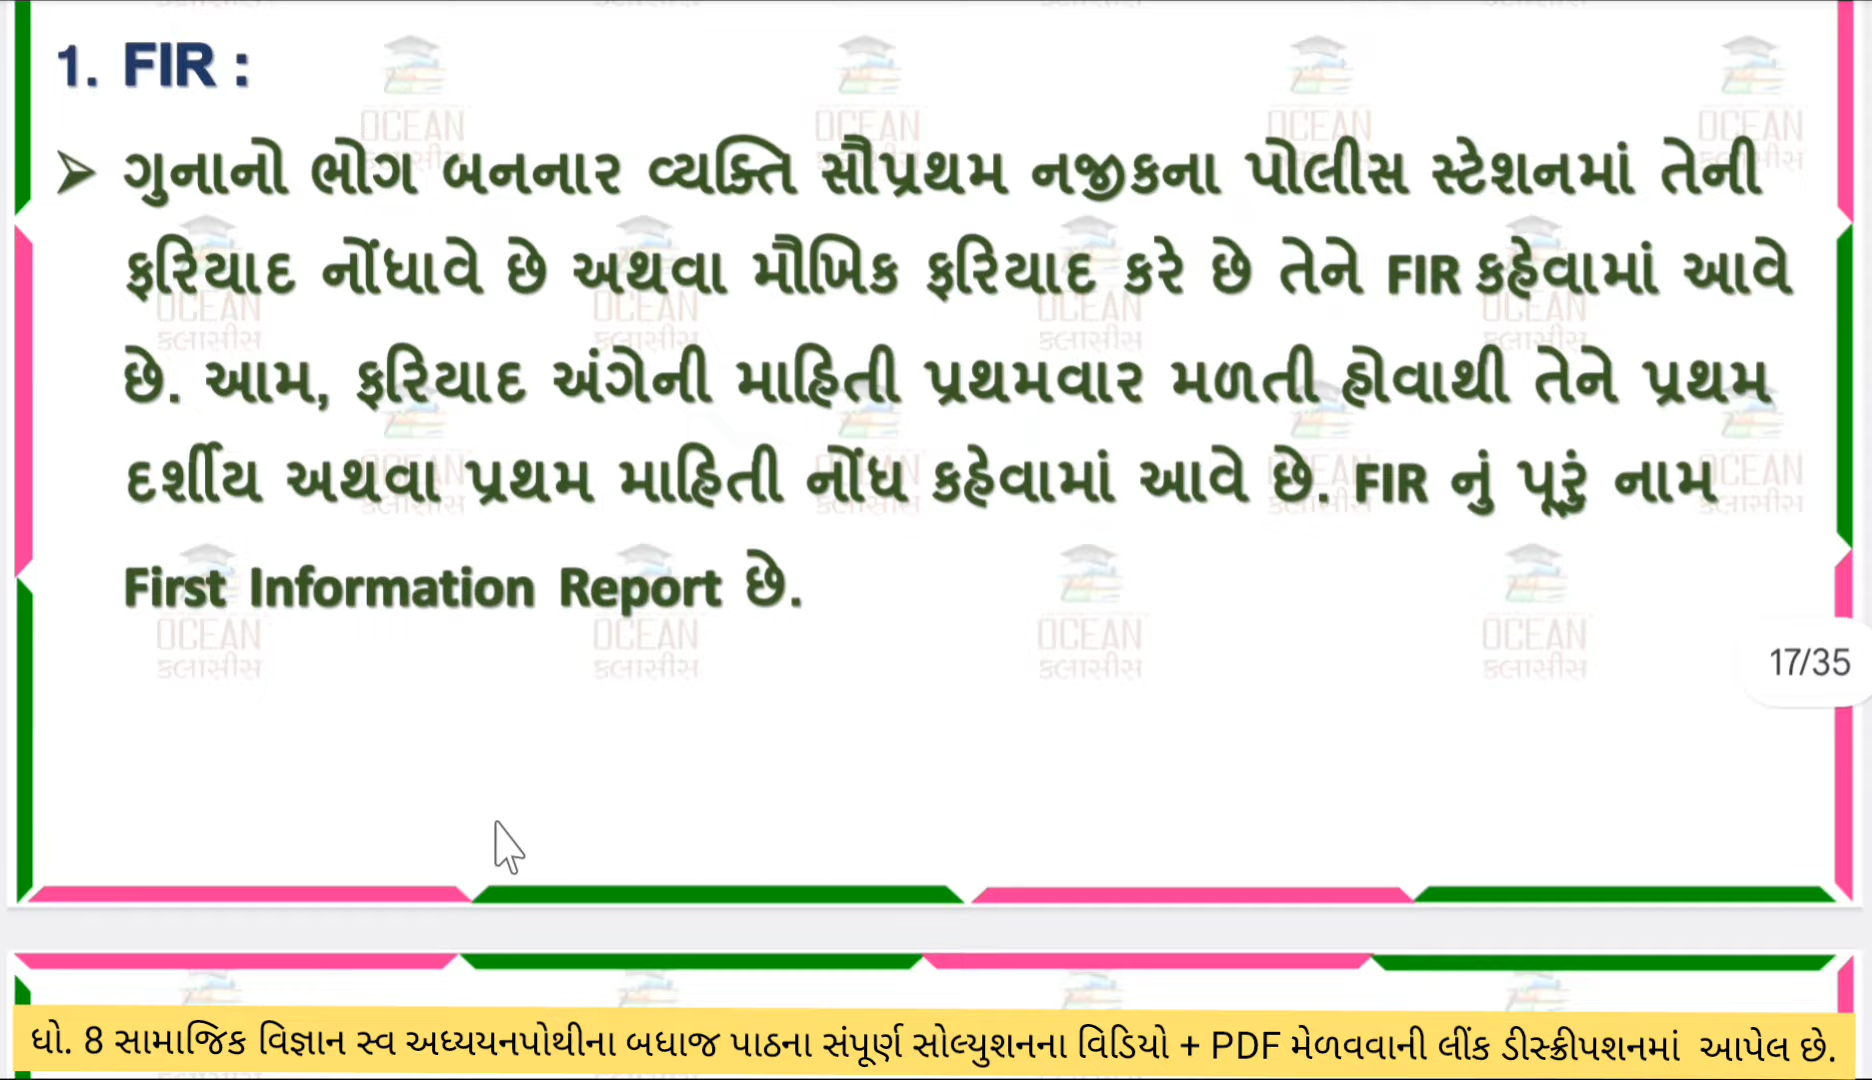 1. FIR :
➢ ગુનાનો ભોગ બનનાર વ્યક્તિ સૌપ્રથમ નજીકના પોલીસ સ્ટેશનમાં તેની
ફરિયાદ નોંધાવે છે અથવા મૌખિક ફરિયાદ કરે છે તેને FIR કહેવામાં આવે
છે. આમ, ફરિયાદ અંગેની માહિતી પ્રથમવાર મળતી હોવાથી તેને પ્રથમ
દર્શીય અથવા પ્રથમ માહિતી નોંધ કહેવામાં આવે છે. FIR નું પૂરું નામ
First Information Report છે.
OCEAN
ક્લાસીસ
17/35
ધો. 8 સામાજિક વિજ્ઞાન સ્વ અધ્યયનપોથીના બધાજ પાઠના સંપૂર્ણ સોલ્યુશનના વિડિયો + PDF મેળવવાની લીંક ડીસ્ક્રીપશનમાં આપેલ છે.